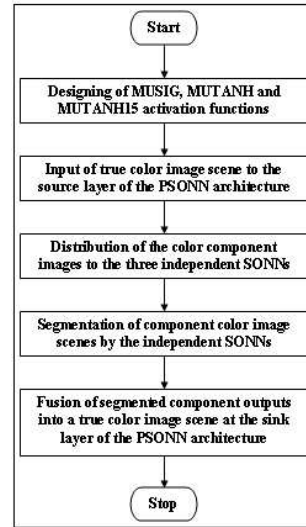 Start
Designing of MUSIG, MUTANH and
MUTANH15 activation functions
Input of true color image scene to the
source layer of the PSONN architecture
Distribution of the color component
images to the three independent SONNs
Segmentation of component color image
scenes by the independent SONNs
Fusion of segmented component outputs
into a true color image scene at the sink
layer of the PSONN architecture
Stop